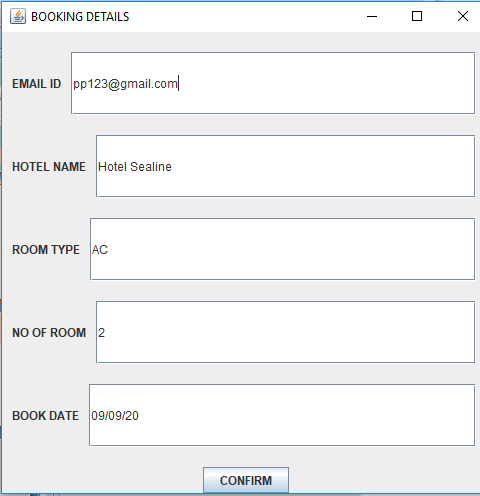 BOOKING DETAILS
EMAIL ID pp123@gmail.com
HOTEL NAME Hotel Sealine
ROOM TYPE AC
NO OF ROOM 2
BOOK DATE 09/09/20
CONFIRM